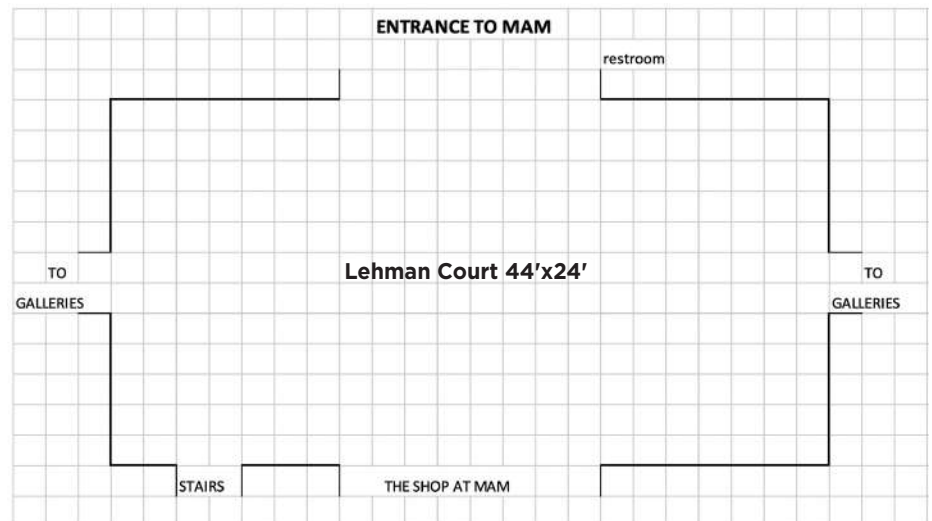 ENTRANCE TO MAM
restroom
Lehman Court 44'x24'
TO
GALLERIES
TO
GALLERIES
STAIRS
THE SHOP AT MAM